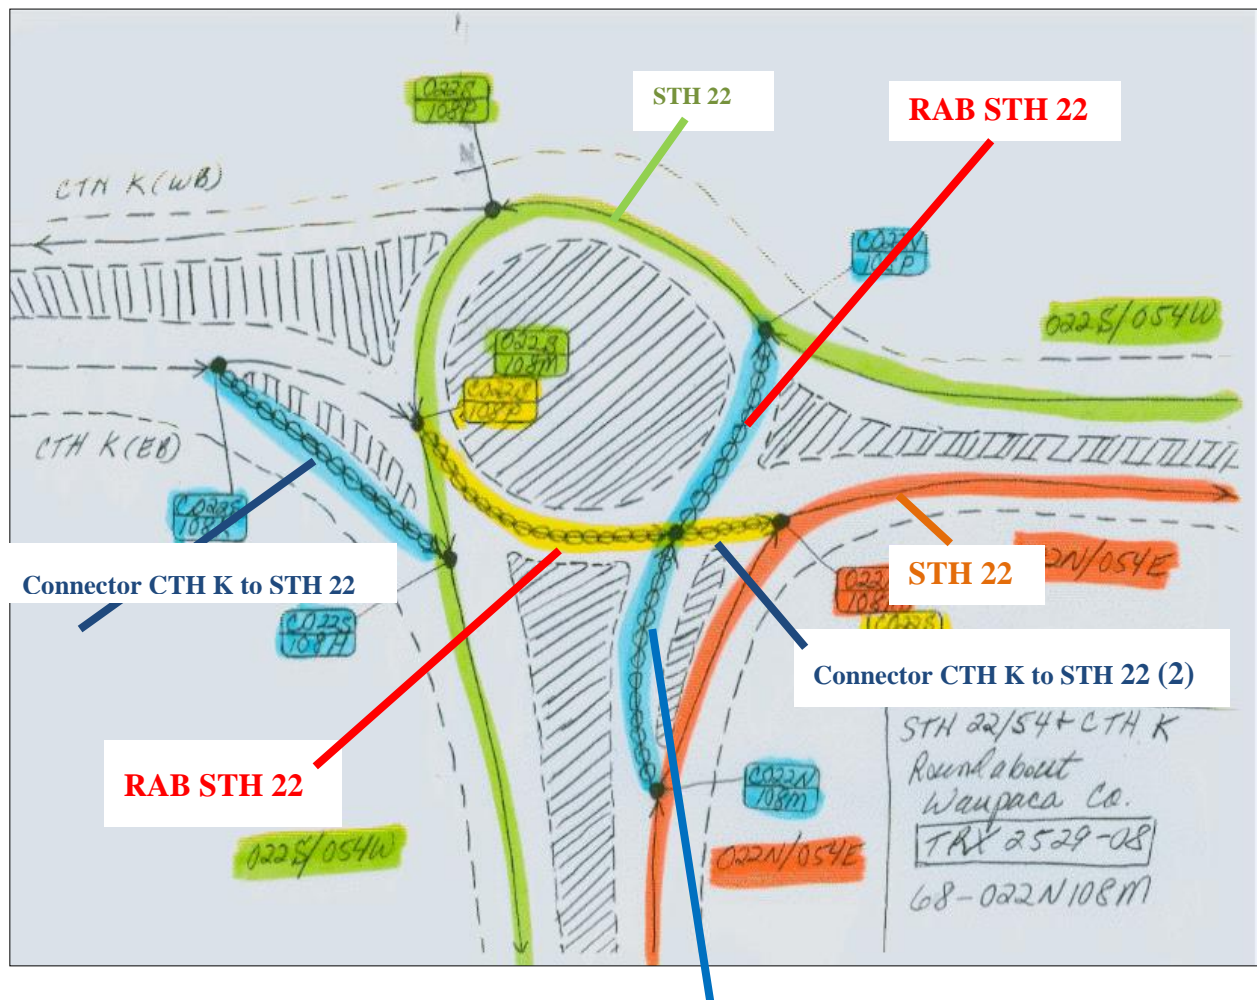 022S
108P
STH 22
RAB STH 22
N
CTH K (WB)
C022N
108P
022S/054W
022S
108M
C022S
108P
CTH K (EB)
C022S
STH 22
N/054E
Connector CTH K to STH 22
C022S
108M
022N
C022S
Connector CTH K to STH 22 (2)
STH 22/54 + CTH K
Roundabout
Waupaca Co.
TRX 2529-08
68-022N108M
RAB STH 22
C022N
108M
022S/054W
022N/054E